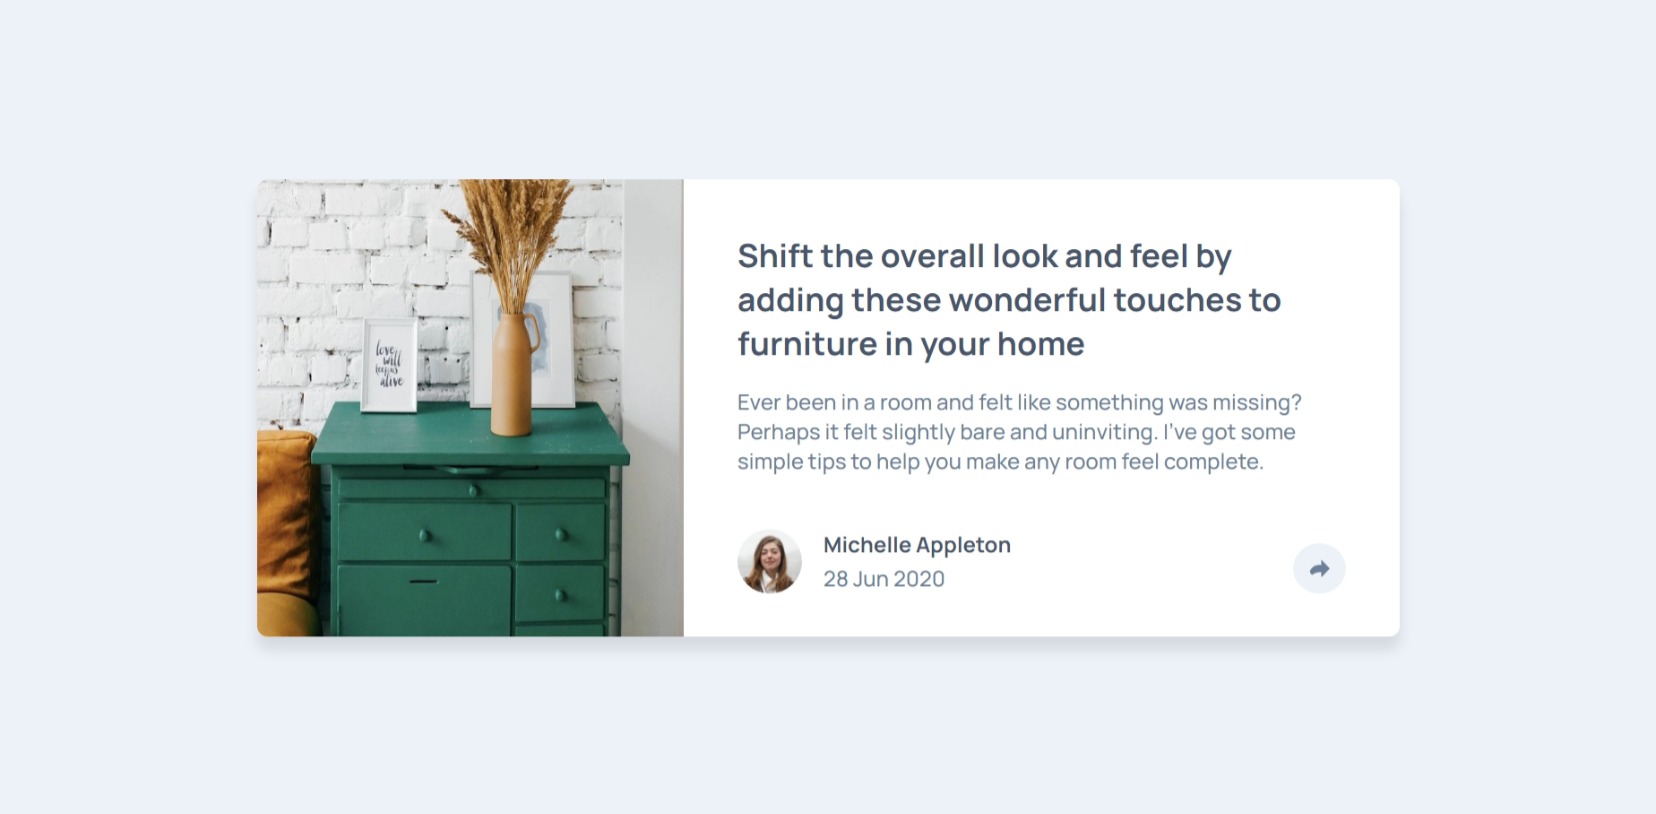 love
will
keep us
alive
Shift the overall look and feel by
adding these wonderful touches to
furniture in your home
Ever been in a room and felt like something was missing?
Perhaps it felt slightly bare and uninviting. I’ve got some
simple tips to help you make any room feel complete.
Michelle Appleton
28 Jun 2020